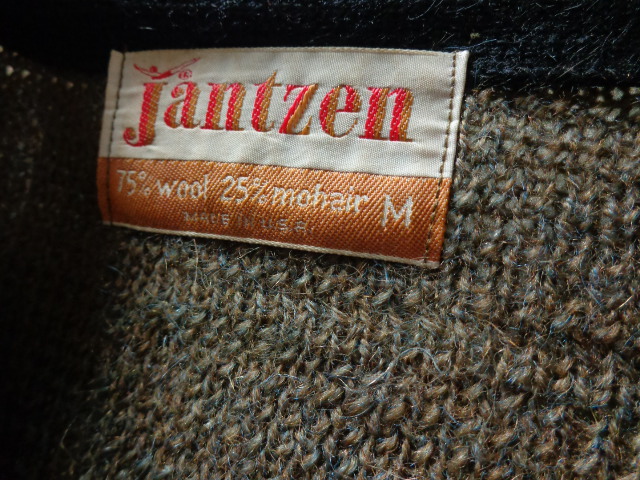 Jantzen
75% wool 25% mohair M
MADE IN U.S.A.